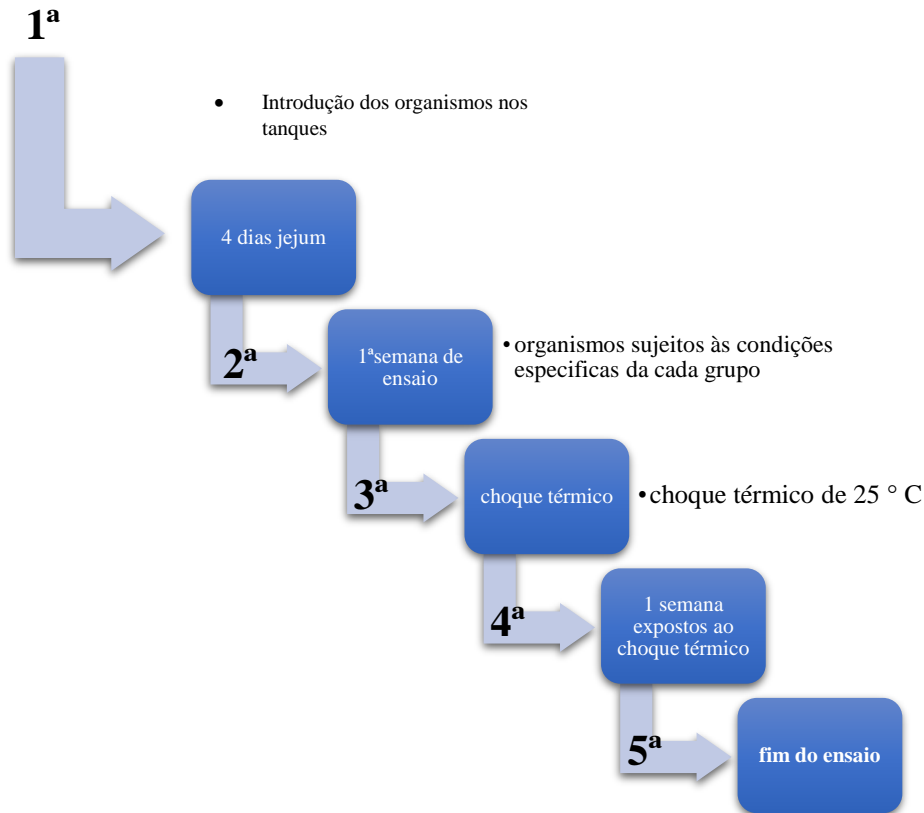 1ª
• Introdução dos organismos nos
tanques
4 dias jejum
2ª
1ªsemana de
ensaio
• organismos sujeitos às condições
especificas da cada grupo
3ª
choque térmico
• choque térmico de 25 ° C
4ª
1 semana
expostos ao
choque térmico
5ª
fim do ensaio